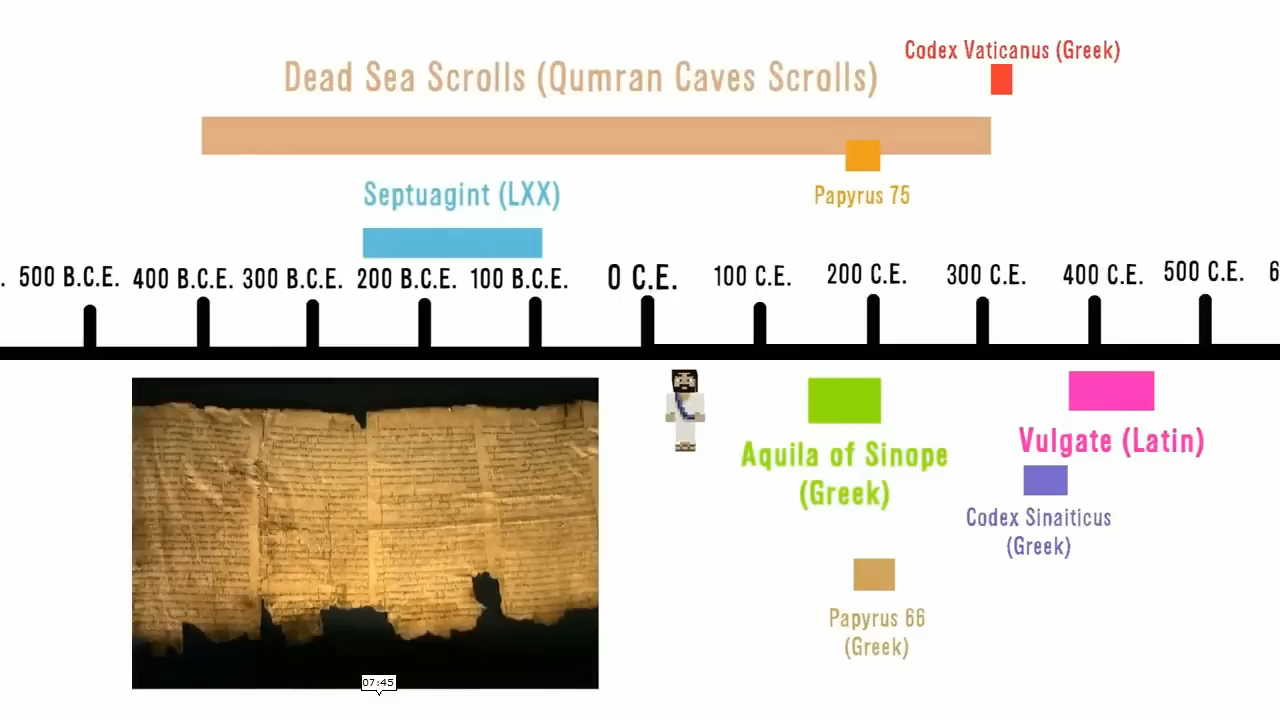 Codex Vaticanus (Greek)
Dead Sea Scrolls (Qumran Caves Scrolls)
Papyrus 75
Septuagint (LXX)
. 500 B.C.E. 400 B.C.E. 300 B.C.E. 200 B.C.E. 100 B.C.E. 0 C.E. 100 C.E. 200 C.E. 300 C.E. 400 C.E. 500 C.E. 6
Aquila of Sinope
(Greek)
Vulgate (Latin)
Codex Sinaiticus
(Greek)
Papyrus 66
(Greek)
07:45